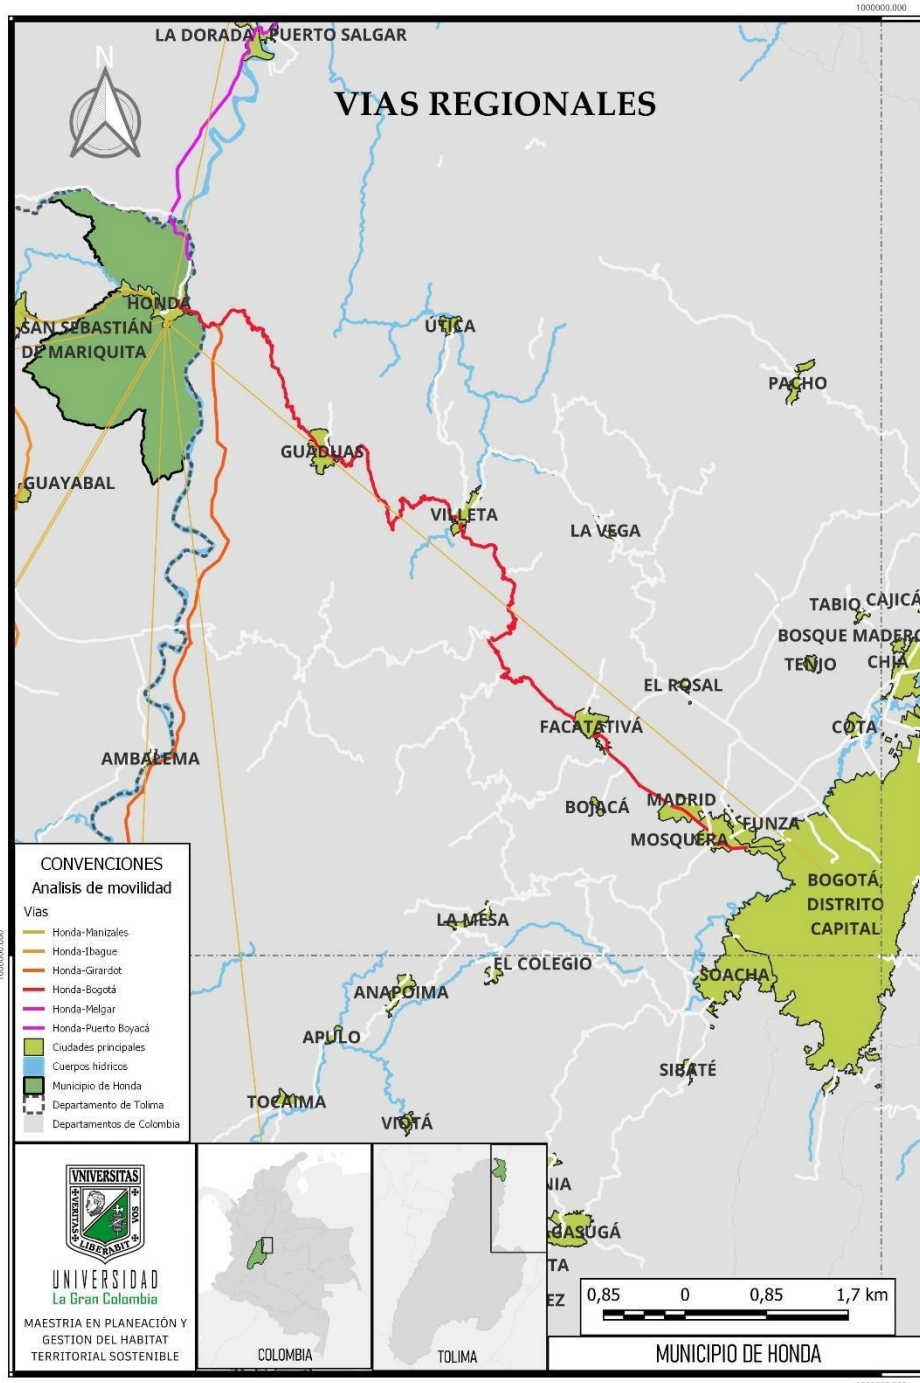 1000000.000
LA DORADA
PUERTO SALGAR
N
VIAS REGIONALES
HONDA
SAN SEBASTIÁN
DE MARIQUITA
ÚTICA
PACHO
GUADUAS
GUAYABAL
VILLETA
LA VEGA
TABIO
CAJICÁ
BOSQUE MADERO
TENJO
CHÍA
EL ROSAL
FACATATIVÁ
COTA
AMBALEMA
BOJACÁ
MADRID
MOSQUERA
FUNZA
BOGOTÁ,
DISTRITO
CAPITAL
LA MESA
EL COLEGIO
SOACHA
ANAPOIMA
APULO
SIBATÉ
TOCAIMA
VIOTÁ
NIA
GASUGÁ
TA
EZ
CONVENCIONES
Analisis de movilidad
Vias
Honda-Manizales
Honda-Ibague
Honda-Girardot
Honda-Bogotá
Honda-Melgar
Honda-Puerto Boyacá
Ciudades principales
Cuerpos hidricos
Municipio de Honda
Departamento de Tolima
Departamentos de Colombia
VNIVERSITAS
VERITAS
VOS
LIBERABIT
UNIVERSIDAD
La Gran Colombia
MAESTRIA EN PLANEACIÓN Y
GESTION DEL HABITAT
TERRITORIAL SOSTENIBLE
COLOMBIA
TOLIMA
0,85 0 0,85 1,7 km
MUNICIPIO DE HONDA